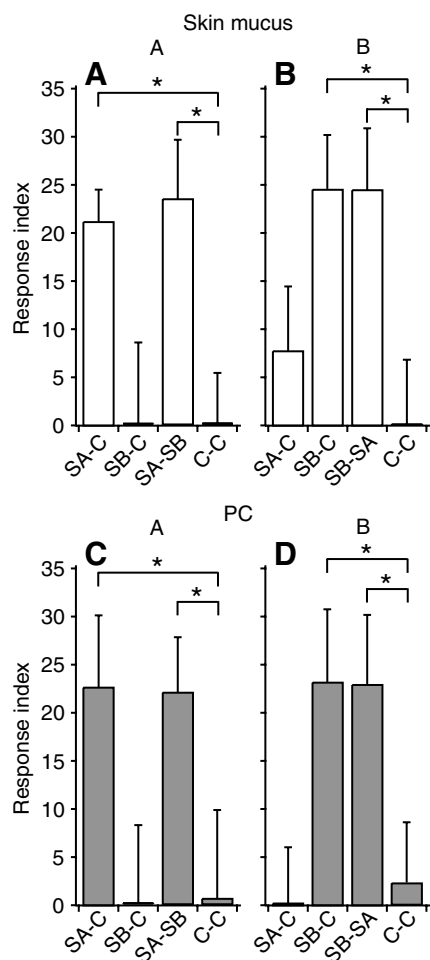 Skin mucus
A
B
A
B
*
*
*
*
Response index
35
30
25
20
15
10
5
0
SA-C
SB-C
SA-SB
C-C
SA-C
SB-C
SB-SA
C-C
PC
A
B
C
D
*
*
*
*
Response index
35
30
25
20
15
10
5
0
SA-C
SB-C
SA-SB
C-C
SA-C
SB-C
SB-SA
C-C